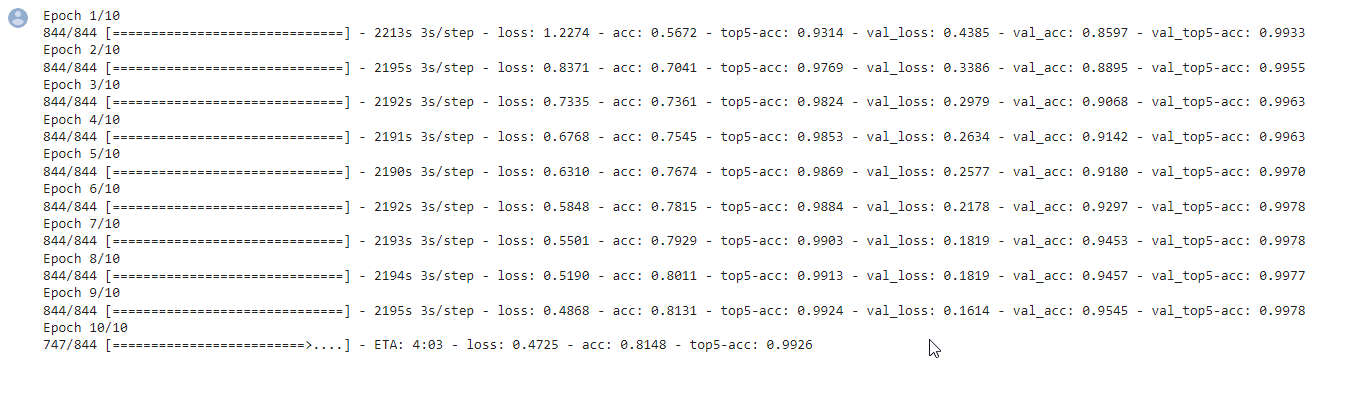 Epoch 1/10
844/844 [==============================] - 2213s 3s/step - loss: 1.2274 - acc: 0.5672 - top5-acc: 0.9314 - val_loss: 0.4385 - val_acc: 0.8597 - val_top5-acc: 0.9933
Epoch 2/10
844/844 [==============================] - 2195s 3s/step - loss: 0.8371 - acc: 0.7041 - top5-acc: 0.9769 - val_loss: 0.3386 - val_acc: 0.8895 - val_top5-acc: 0.9955
Epoch 3/10
844/844 [==============================] - 2192s 3s/step - loss: 0.7335 - acc: 0.7361 - top5-acc: 0.9824 - val_loss: 0.2979 - val_acc: 0.9068 - val_top5-acc: 0.9963
Epoch 4/10
844/844 [==============================] - 2191s 3s/step - loss: 0.6768 - acc: 0.7545 - top5-acc: 0.9853 - val_loss: 0.2634 - val_acc: 0.9142 - val_top5-acc: 0.9963
Epoch 5/10
844/844 [==============================] - 2190s 3s/step - loss: 0.6310 - acc: 0.7674 - top5-acc: 0.9869 - val_loss: 0.2577 - val_acc: 0.9180 - val_top5-acc: 0.9970
Epoch 6/10
844/844 [==============================] - 2192s 3s/step - loss: 0.5848 - acc: 0.7815 - top5-acc: 0.9884 - val_loss: 0.2178 - val_acc: 0.9297 - val_top5-acc: 0.9978
Epoch 7/10
844/844 [==============================] - 2193s 3s/step - loss: 0.5501 - acc: 0.7929 - top5-acc: 0.9903 - val_loss: 0.1819 - val_acc: 0.9453 - val_top5-acc: 0.9978
Epoch 8/10
844/844 [==============================] - 2194s 3s/step - loss: 0.5190 - acc: 0.8011 - top5-acc: 0.9913 - val_loss: 0.1819 - val_acc: 0.9457 - val_top5-acc: 0.9977
Epoch 9/10
844/844 [==============================] - 2195s 3s/step - loss: 0.4868 - acc: 0.8131 - top5-acc: 0.9924 - val_loss: 0.1614 - val_acc: 0.9545 - val_top5-acc: 0.9978
Epoch 10/10
747/844 [=========================>....] - ETA: 4:03 - loss: 0.4725 - acc: 0.8148 - top5-acc: 0.9926